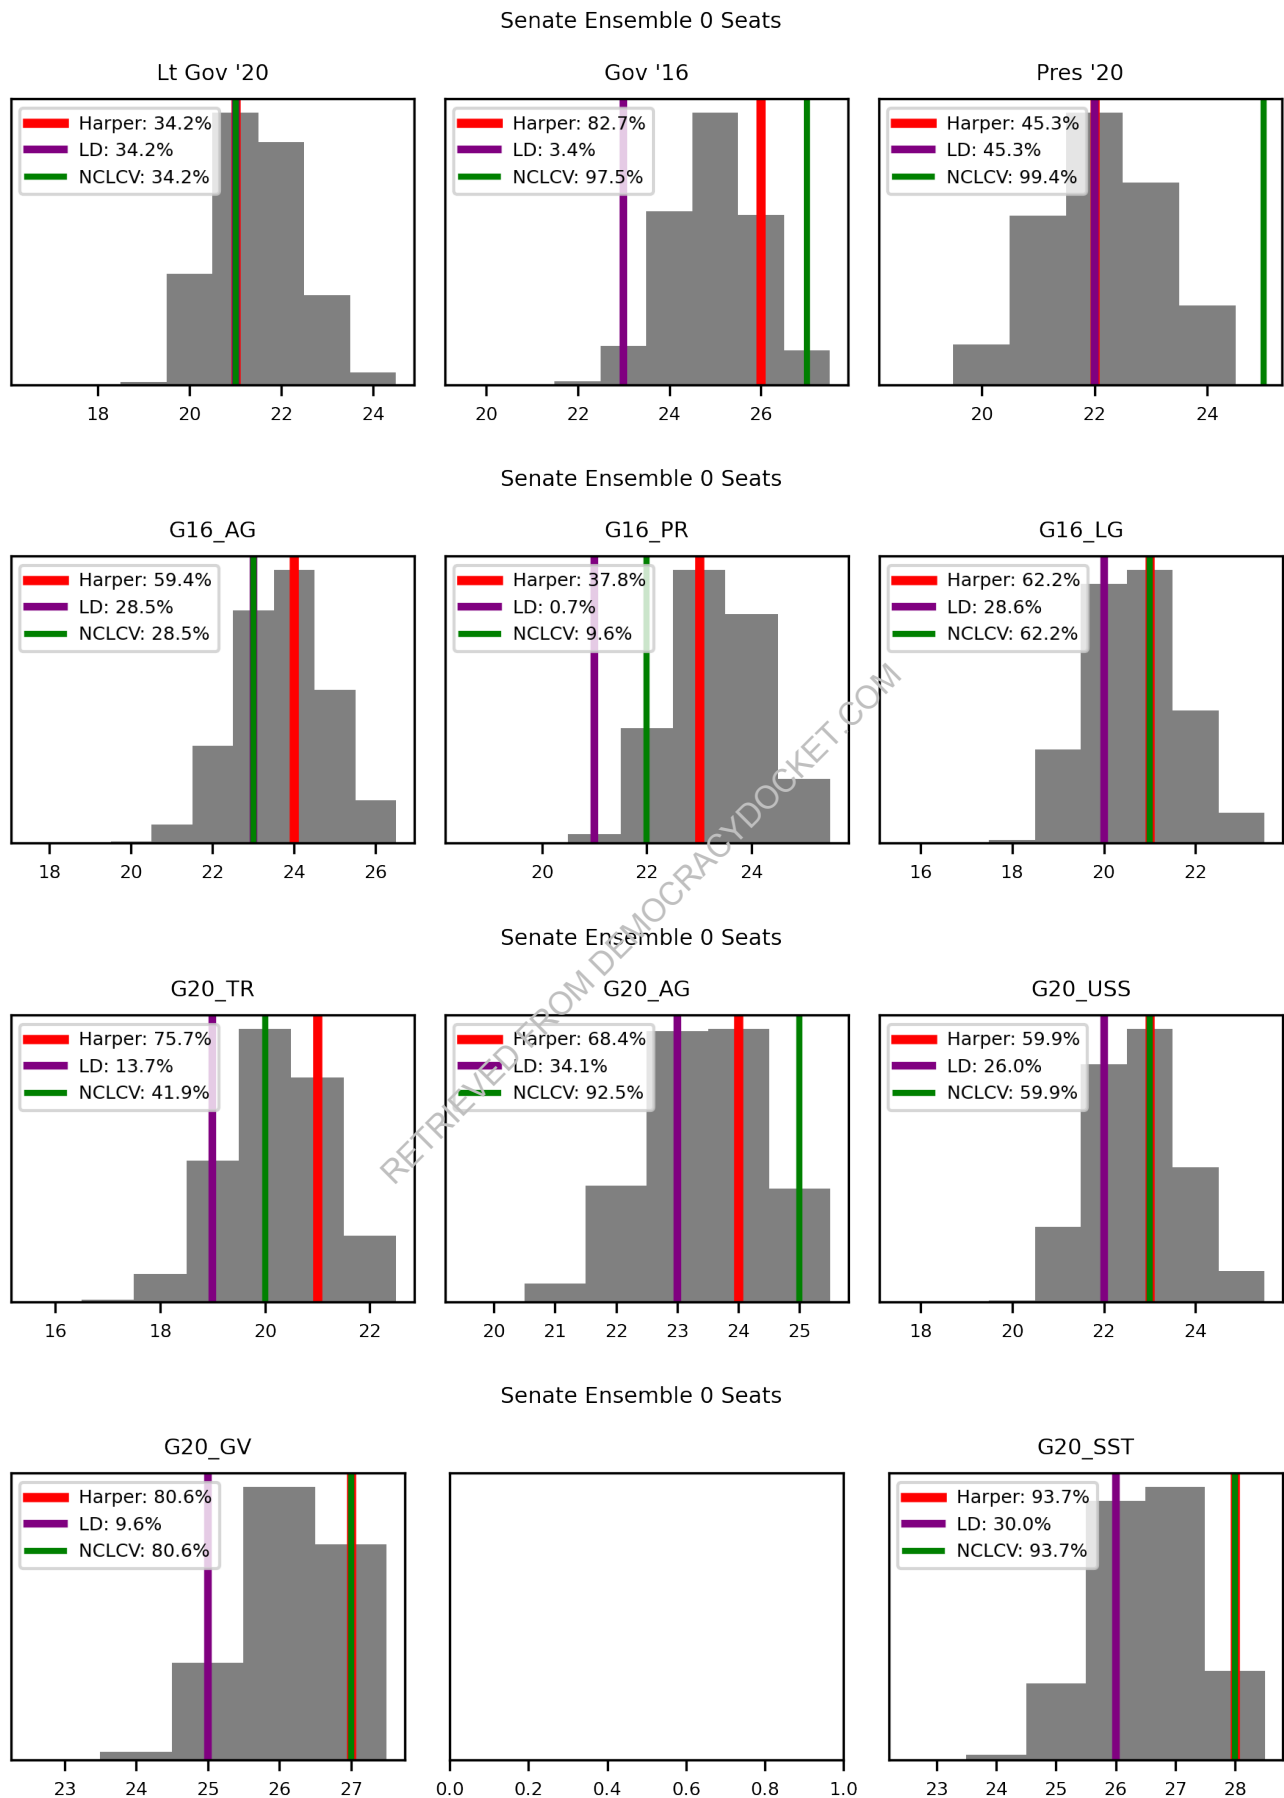 Senate Ensemble 0 Seats
Lt Gov '20
Gov '16
Pres '20
Harper: 34.2%
LD: 34.2%
NCLCV: 34.2%
Harper: 82.7%
LD: 3.4%
NCLCV: 97.5%
Harper: 45.3%
LD: 45.3%
NCLCV: 99.4%
18 20 22 24
20 22 24 26
20 22 24
Senate Ensemble 0 Seats
G16_AG
G16_PR
G16_LG
Harper: 59.4%
LD: 28.5%
NCLCV: 28.5%
Harper: 37.8%
LD: 0.7%
NCLCV: 9.6%
Harper: 62.2%
LD: 28.6%
NCLCV: 62.2%
18 20 22 24 26
20 22 24
16 18 20 22
Senate Ensemble 0 Seats
G20_TR
G20_AG
G20_USS
Harper: 75.7%
LD: 13.7%
NCLCV: 41.9%
Harper: 68.4%
LD: 34.1%
NCLCV: 92.5%
Harper: 59.9%
LD: 26.0%
NCLCV: 59.9%
16 18 20 22
20 21 22 23 24 25
18 20 22 24
RETRIEVED FROM DEMOCRACYDOCKET.COM
Senate Ensemble 0 Seats
G20_GV
G20_SST
Harper: 80.6%
LD: 9.6%
NCLCV: 80.6%
Harper: 93.7%
LD: 30.0%
NCLCV: 93.7%
23 24 25 26 27
0.0 0.2 0.4 0.6 0.8 1.0
23 24 25 26 27 28